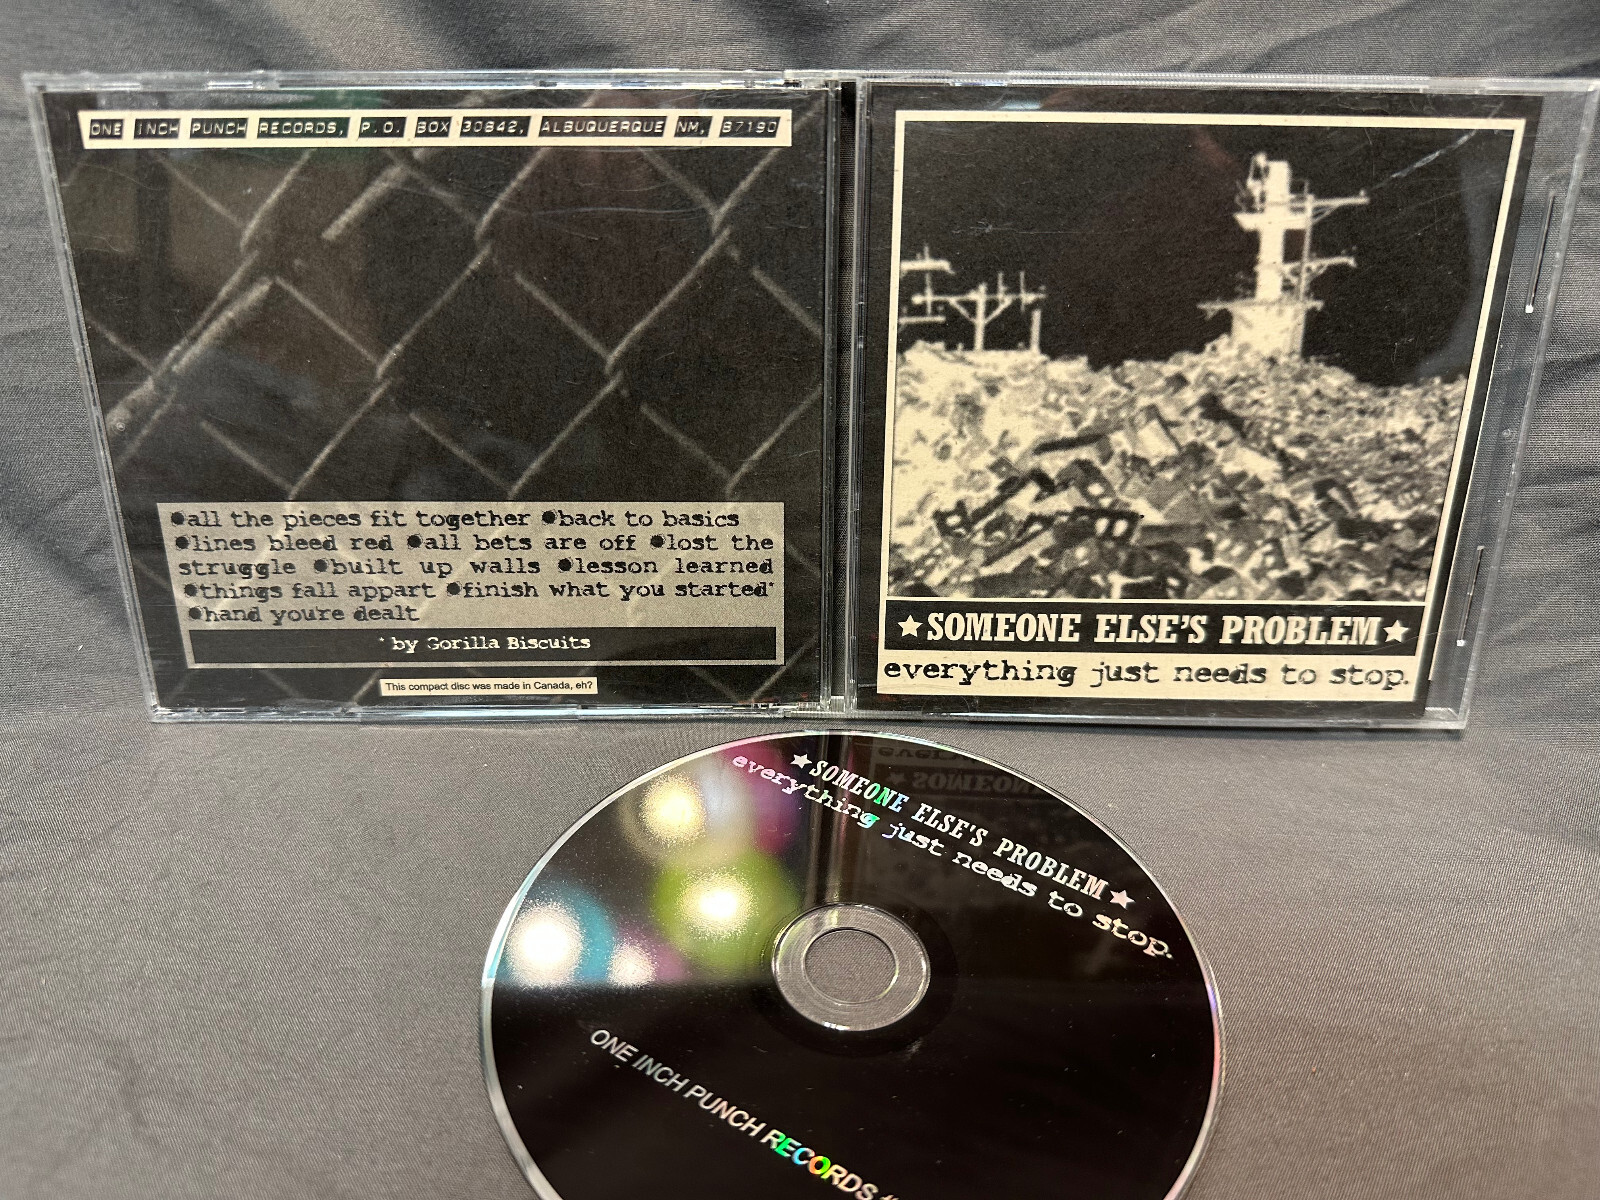 ONE INCH PUNCH RECORDS, P.O. BOX 30842, ALBUQUERQUE NM, 87190
all the pieces fit together back to basics
lines bleed red all bets are off lost the
struggle built up walls lesson learned
things fall appart finish what you started*
hand you're dealt
* by Gorilla Biscuits
This compact disc was made in Canada, eh?
★SOMEONE ELSE'S PROBLEM★
everything just needs to stop.
★SOMEONE ELSE'S PROBLEM★
everything just needs to stop.
ONE INCH PUNCH RECORDS